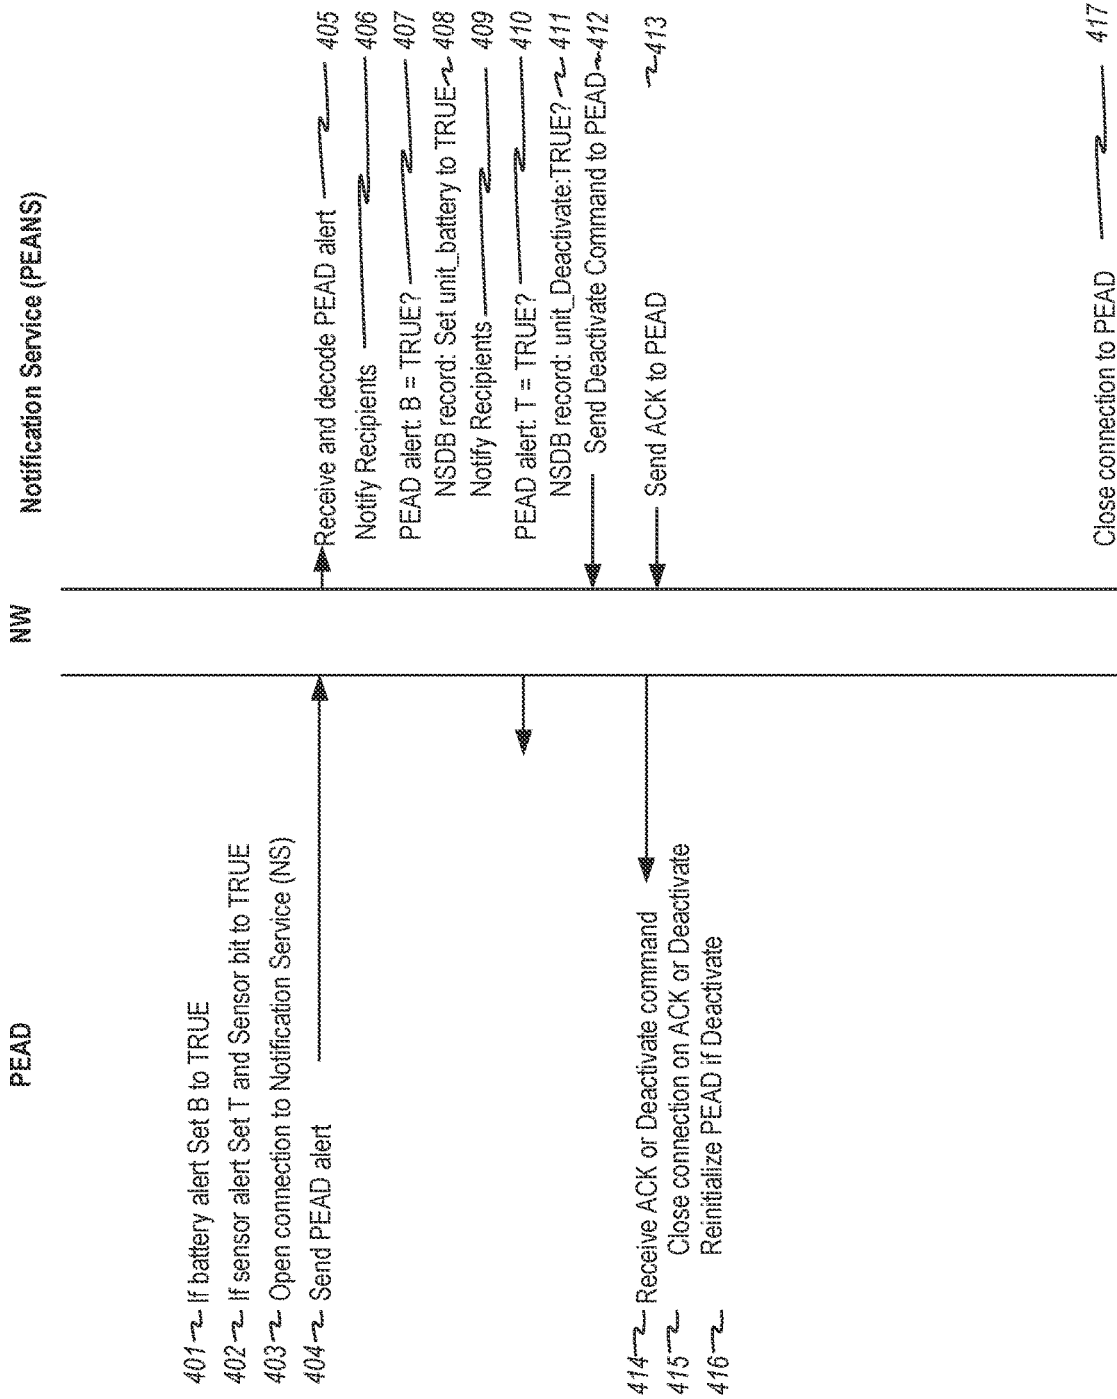 PEAD
NW
Notification Service (PEANS)
401 If battery alert Set B to TRUE
402 If sensor alert Set T and Sensor bit to TRUE
403 Open connection to Notification Service (NS)
404 Send PEAD alert
Receive and decode PEAD alert 405
Notify Recipients 406
PEAD alert: B = TRUE? 407
NSDB record: Set unit_battery to TRUE 408
Notify Recipients 409
PEAD alert: T = TRUE? 410
NSDB record: unit_Deactivate:TRUE? 411
Send Deactivate Command to PEAD 412
Send ACK to PEAD 413
414 Receive ACK or Deactivate command
415 Close connection on ACK or Deactivate
416 Reinitialize PEAD if Deactivate
Close connection to PEAD 417